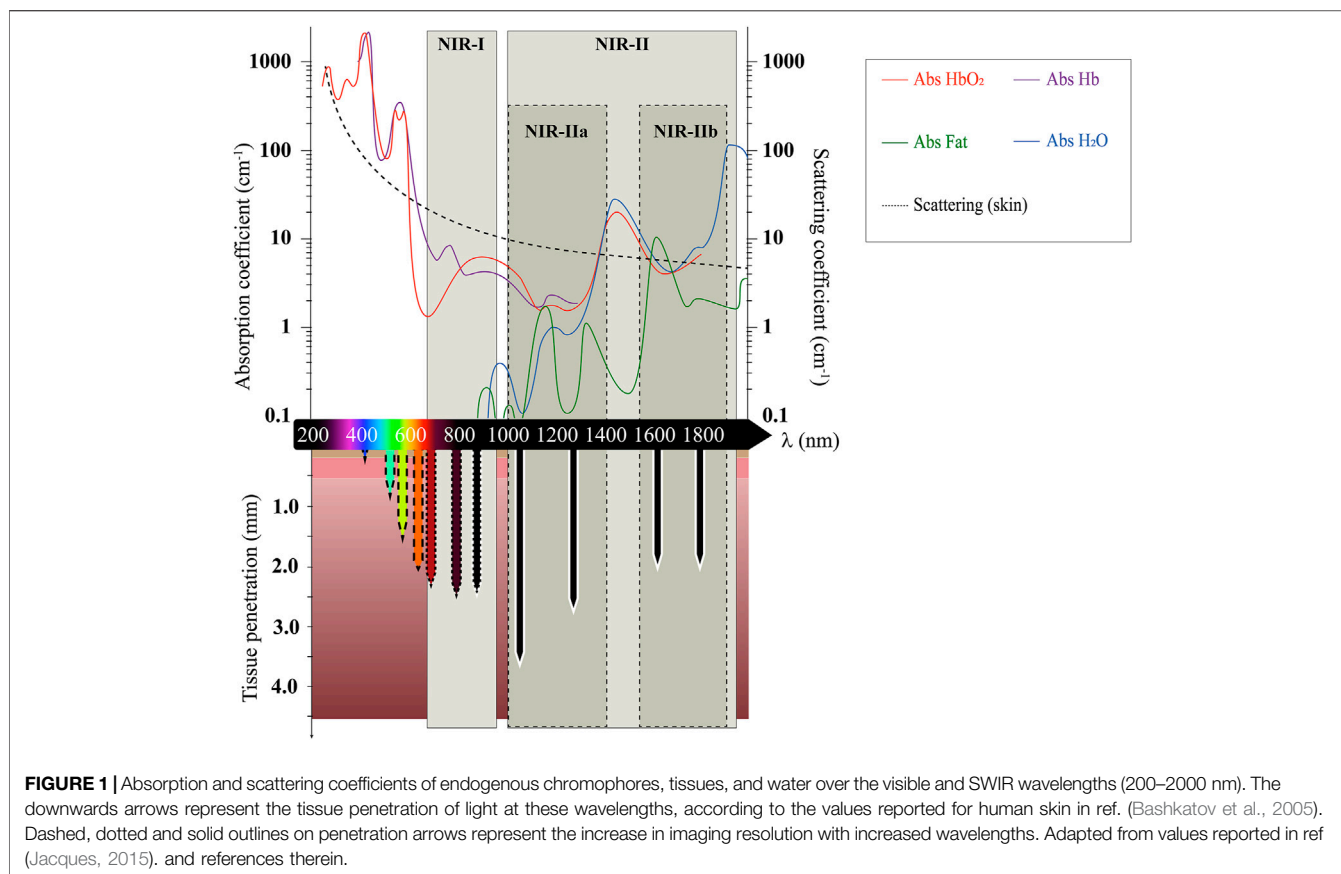 NIR-I
NIR-II
NIR-IIa
NIR-IIb
Absorption coefficient (cm⁻¹)
1000
100
10
1
0.1
Scattering coefficient (cm⁻¹)
1000
100
10
1
0.1
Abs HbO₂
Abs Hb
Abs Fat
Abs H₂O
Scattering (skin)
200 400 600 800 1000 1200 1400 1600 1800
λ (nm)
Tissue penetration (mm)
1.0
2.0
3.0
4.0
FIGURE 1 | Absorption and scattering coefficients of endogenous chromophores, tissues, and water over the visible and SWIR wavelengths (200–2000 nm). The
downwards arrows represent the tissue penetration of light at these wavelengths, according to the values reported for human skin in ref. (Bashkatov et al., 2005).
Dashed, dotted and solid outlines on penetration arrows represent the increase in imaging resolution with increased wavelengths. Adapted from values reported in ref
(Jacques, 2015). and references therein.